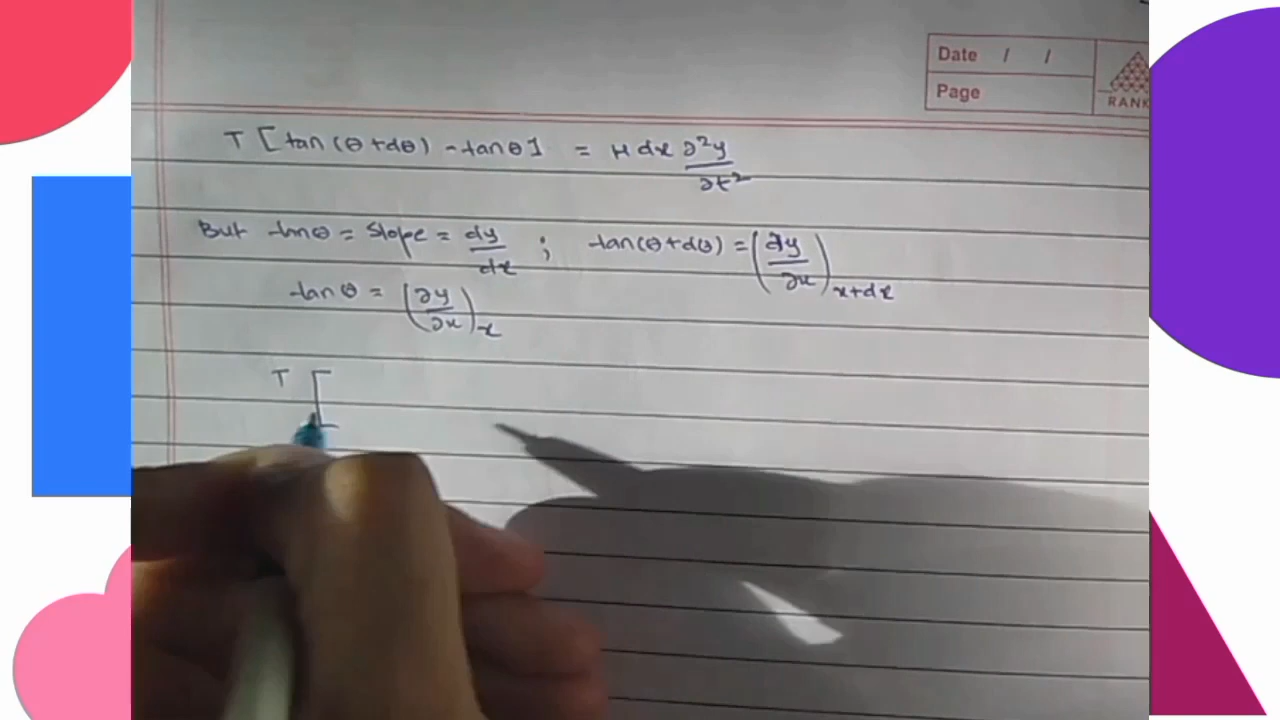 Date / /
Page
RANK
T [tan(θ+dθ) - tanθ] = μ dx ∂²y/∂t²
But tanθ = slope = dy/dx ; tan(θ+dθ) = (∂y/∂x)x+dx
tanθ = (∂y/∂x)x
T [